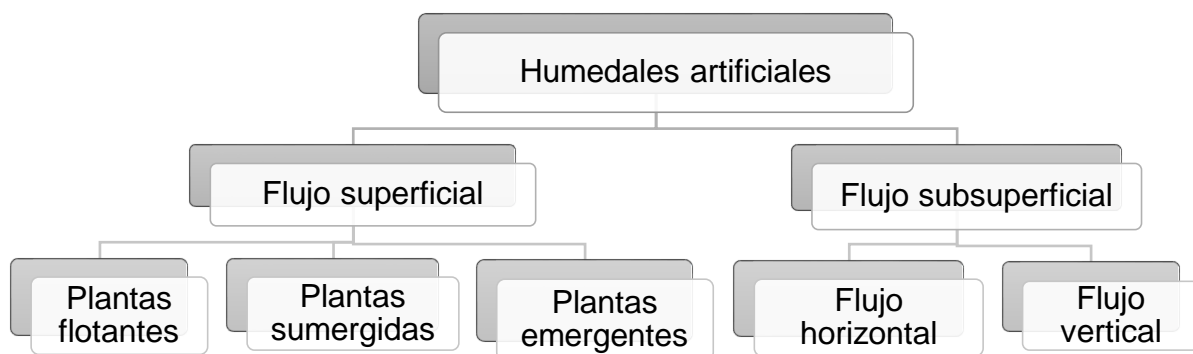 Humedales artificiales
Flujo superficial
Flujo subsuperficial
Plantas
flotantes
Plantas
sumergidas
Plantas
emergentes
Flujo
horizontal
Flujo
vertical